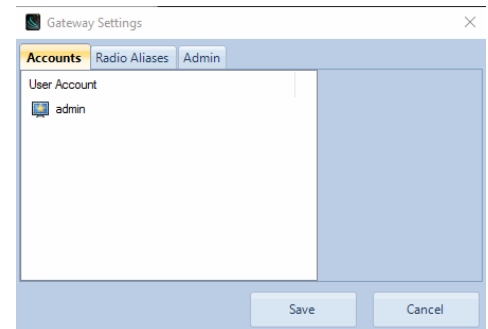 Gateway Settings
Accounts Radio Aliases Admin
User Account
admin
Save Cancel